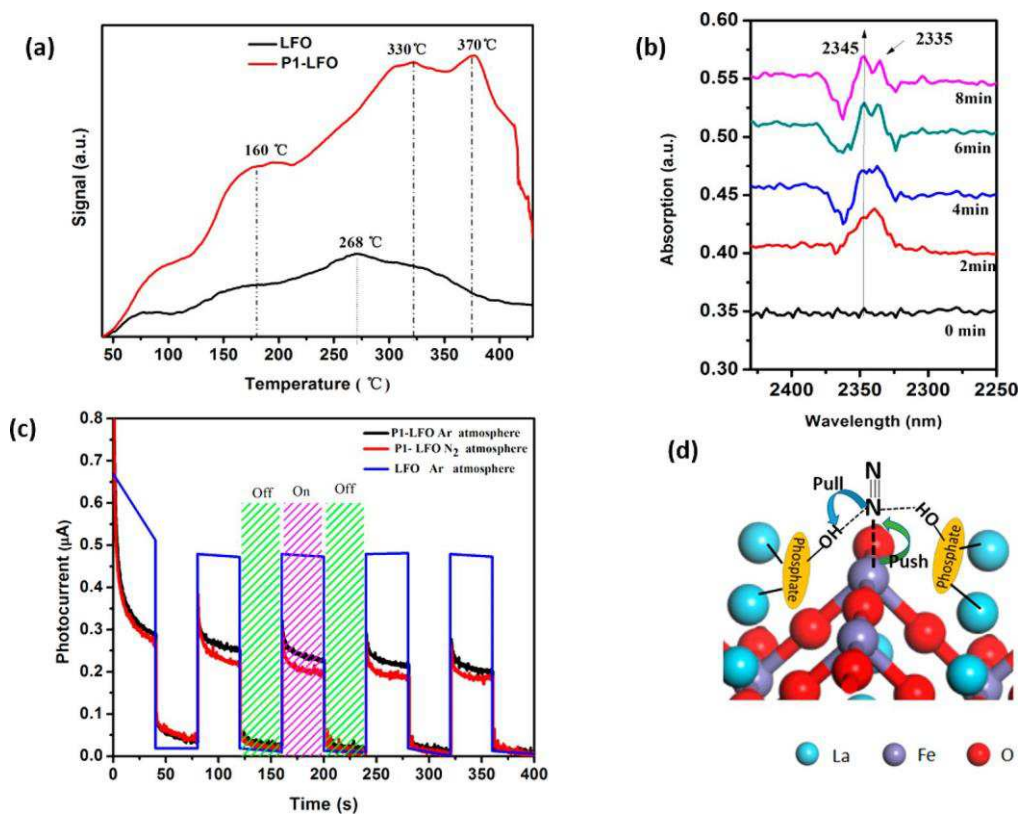 (a)
LFO
P1-LFO
160 ℃
268 ℃
330℃
370℃
Signal (a.u.)
50 100 150 200 250 300 350 400
Temperature ( ℃)
(b)
2345
2335
8min
6min
4min
2min
0 min
0.60
0.55
0.50
0.45
0.40
0.35
0.30
Absorption (a.u.)
2400 2350 2300 2250
Wavelength (nm)
(c)
P1-LFO Ar atmosphere
P1- LFO N2 atmosphere
LFO Ar atmosphere
Off On Off
0.8
0.7
0.6
0.5
0.4
0.3
0.2
0.1
0.0
Photocurrent (μA)
0 50 100 150 200 250 300 350 400
Time (s)
(d)
N
N
Pull
Push
OH
HO
Phosphate
Phosphate
La Fe O